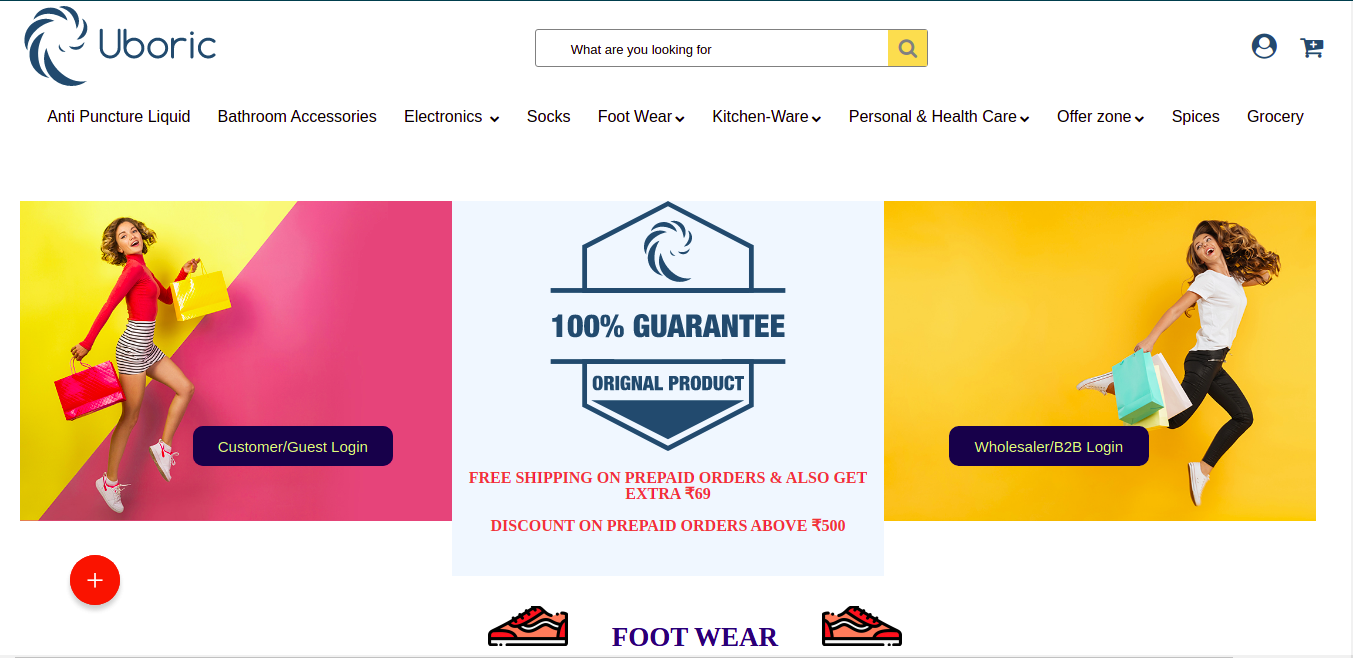 Uboric
What are you looking for
Anti Puncture Liquid Bathroom Accessories Electronics Socks Foot Wear Kitchen-Ware Personal & Health Care Offer zone Spices Grocery
100% GUARANTEE
ORIGNAL PRODUCT
Customer/Guest Login
Wholesaler/B2B Login
FREE SHIPPING ON PREPAID ORDERS & ALSO GET
EXTRA ₹69
DISCOUNT ON PREPAID ORDERS ABOVE ₹500
+
FOOT WEAR